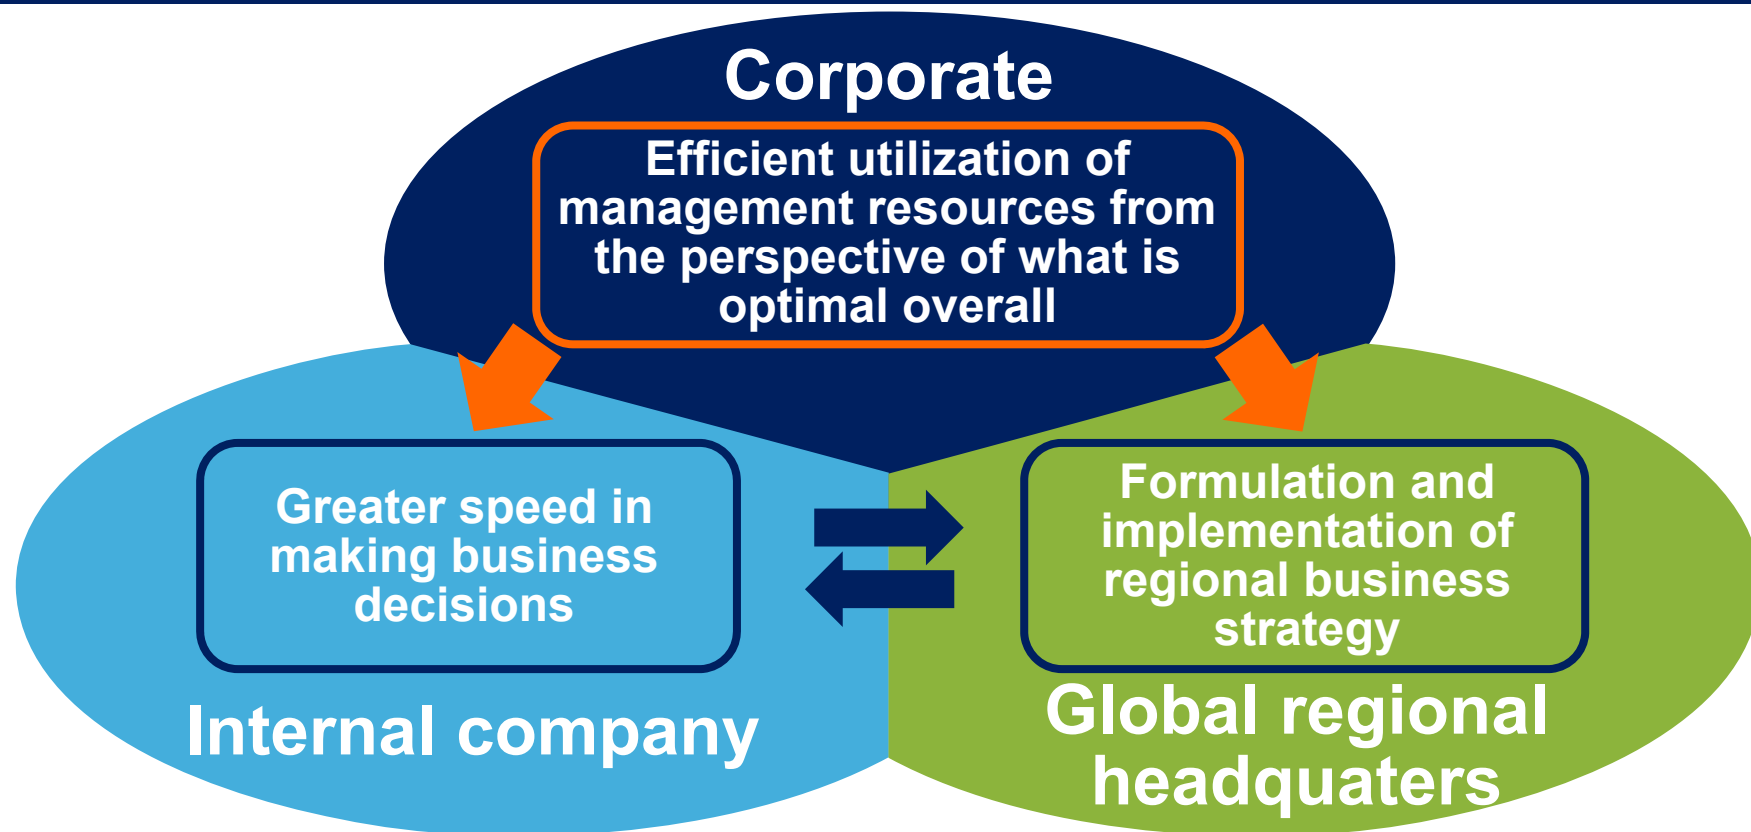 Corporate
Efficient utilization of
management resources from
the perspective of what is
optimal overall
Greater speed in
making business
decisions
Internal company
Formulation and
implementation of
regional business
strategy
Global regional
headquaters